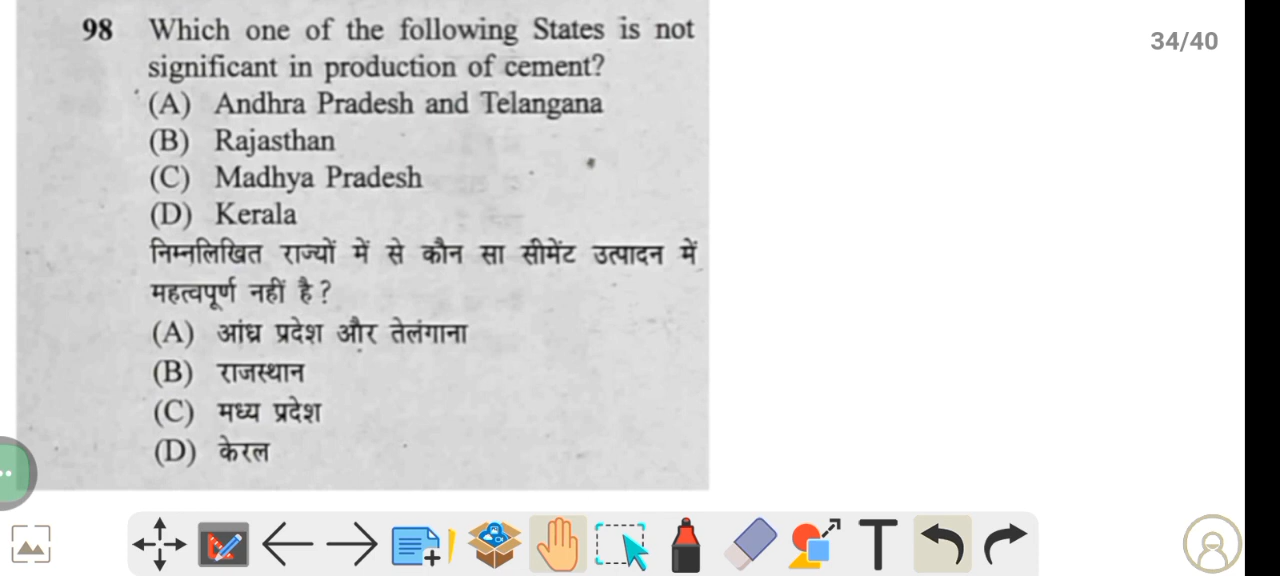 98 Which one of the following States is not
significant in production of cement?
(A) Andhra Pradesh and Telangana
(B) Rajasthan
(C) Madhya Pradesh
(D) Kerala
निम्नलिखित राज्यों में से कौन सा सीमेंट उत्पादन में
महत्वपूर्ण नहीं है ?
(A) आंध्र प्रदेश और तेलंगाना
(B) राजस्थान
(C) मध्य प्रदेश
(D) केरल
34/40
T